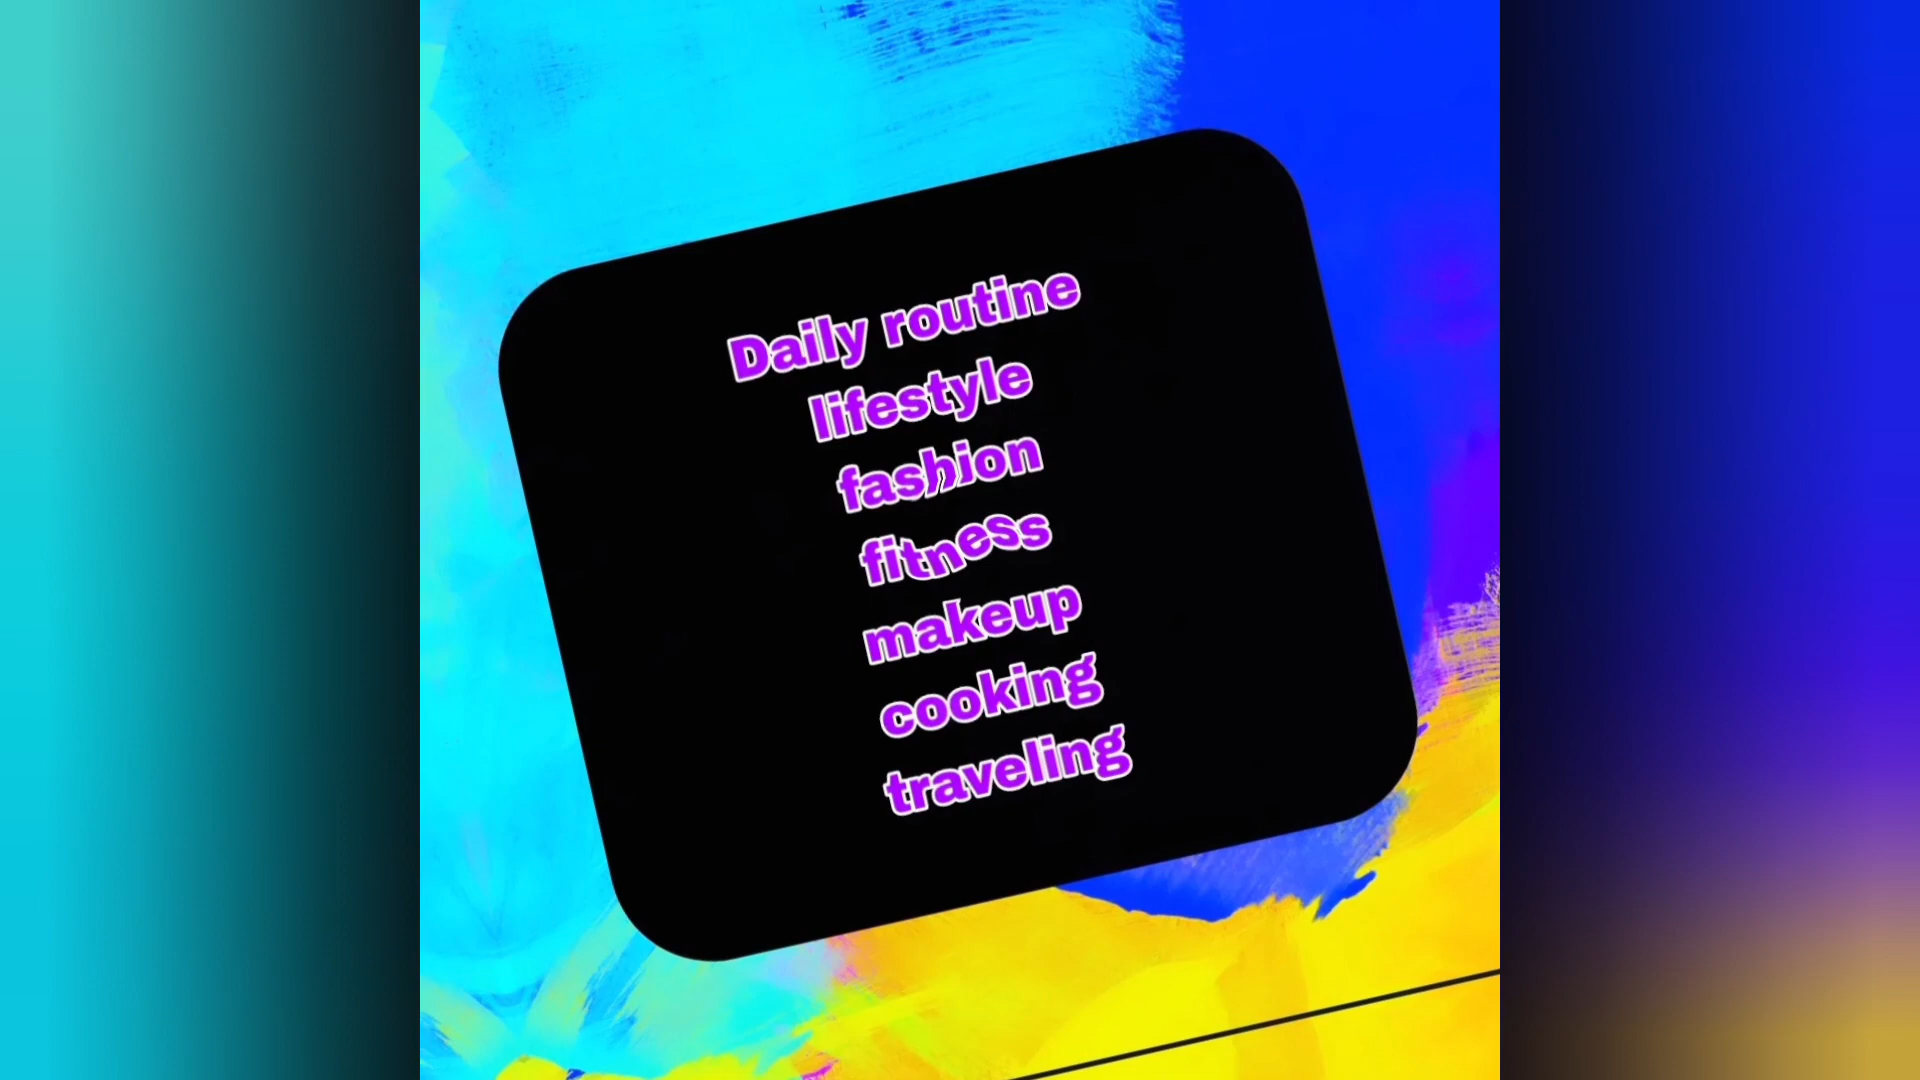 Daily routine
lifestyle
fashion
fitness
makeup
cooking
traveling